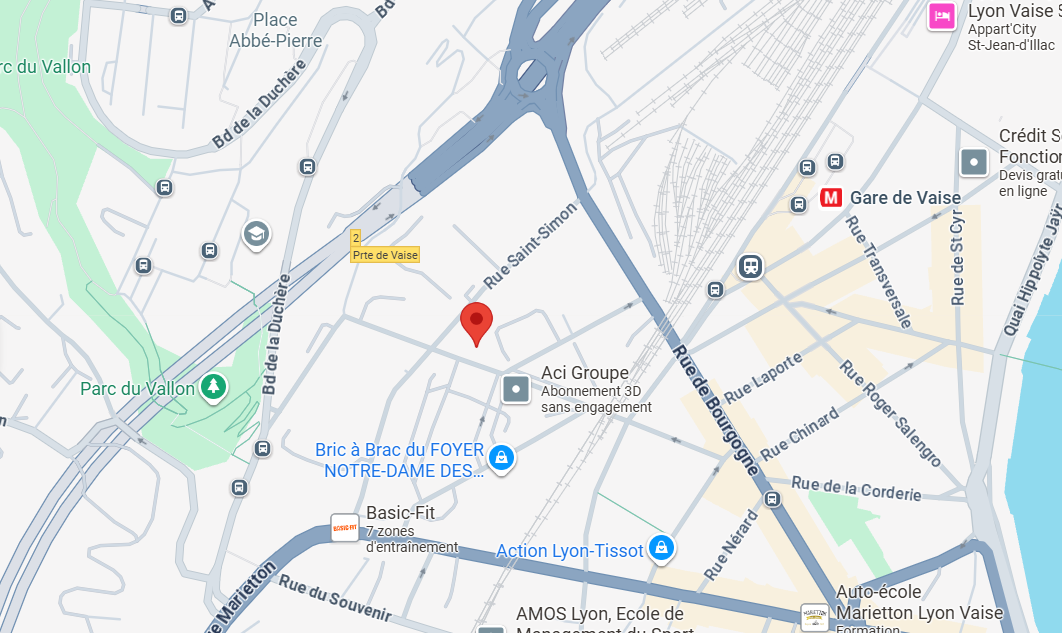 Place
Abbé-Pierre
Bd
rc du Vallon
Bd de la Duchère
Lyon Vaise S
Appart'City
St-Jean-d'Illac
Crédit S
Fonction
Devis gratu
en ligne
M
Gare de Vaise
Rue Saint-Simon
2
Prte de Vaise
Rue Transversale
Rue de St Cyr
Quai Hippolyte Jaÿr
Bd de la Duchère
Parc du Vallon
Aci Groupe
Abonnement 3D
sans engagement
Rue de Bourgogne
Rue Laporte
Rue Roger Salengro
Rue Chinard
Bric à Brac du FOYER
NOTRE-DAME DES...
Rue de la Corderie
BASIC-FIT
Basic-Fit
7 zones
d'entraînement
Action Lyon-Tissot
Rue Nérard
e Marietton
Rue du Souvenir
AMOS Lyon, Ecole de
Management du Sport
MARIETTON
Auto-école
Marietton Lyon Vaise
Formation